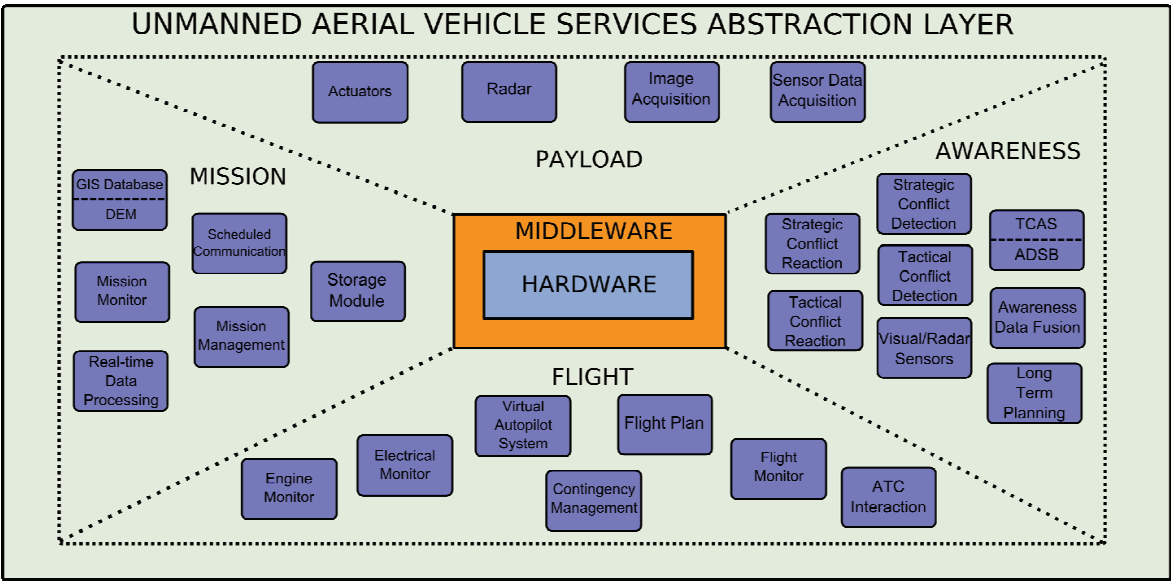 UNMANNED AERIAL VEHICLE SERVICES ABSTRACTION LAYER
Actuators
Radar
Image
Acquisition
Sensor Data
Acquisition
PAYLOAD
MISSION
GIS Database
DEM
Scheduled
Communication
Mission
Monitor
Storage
Module
Mission
Management
Real-time
Data
Processing
AWARENESS
Strategic
Conflict
Detection
Strategic
Conflict
Reaction
TCAS
ADSB
Tactical
Conflict
Detection
Tactical
Conflict
Reaction
Awareness
Data Fusion
Visual/Radar
Sensors
Long
Term
Planning
MIDDLEWARE
HARDWARE
FLIGHT
Virtual
Autopilot
System
Flight Plan
Electrical
Monitor
Flight
Monitor
Engine
Monitor
Contingency
Management
ATC
Interaction